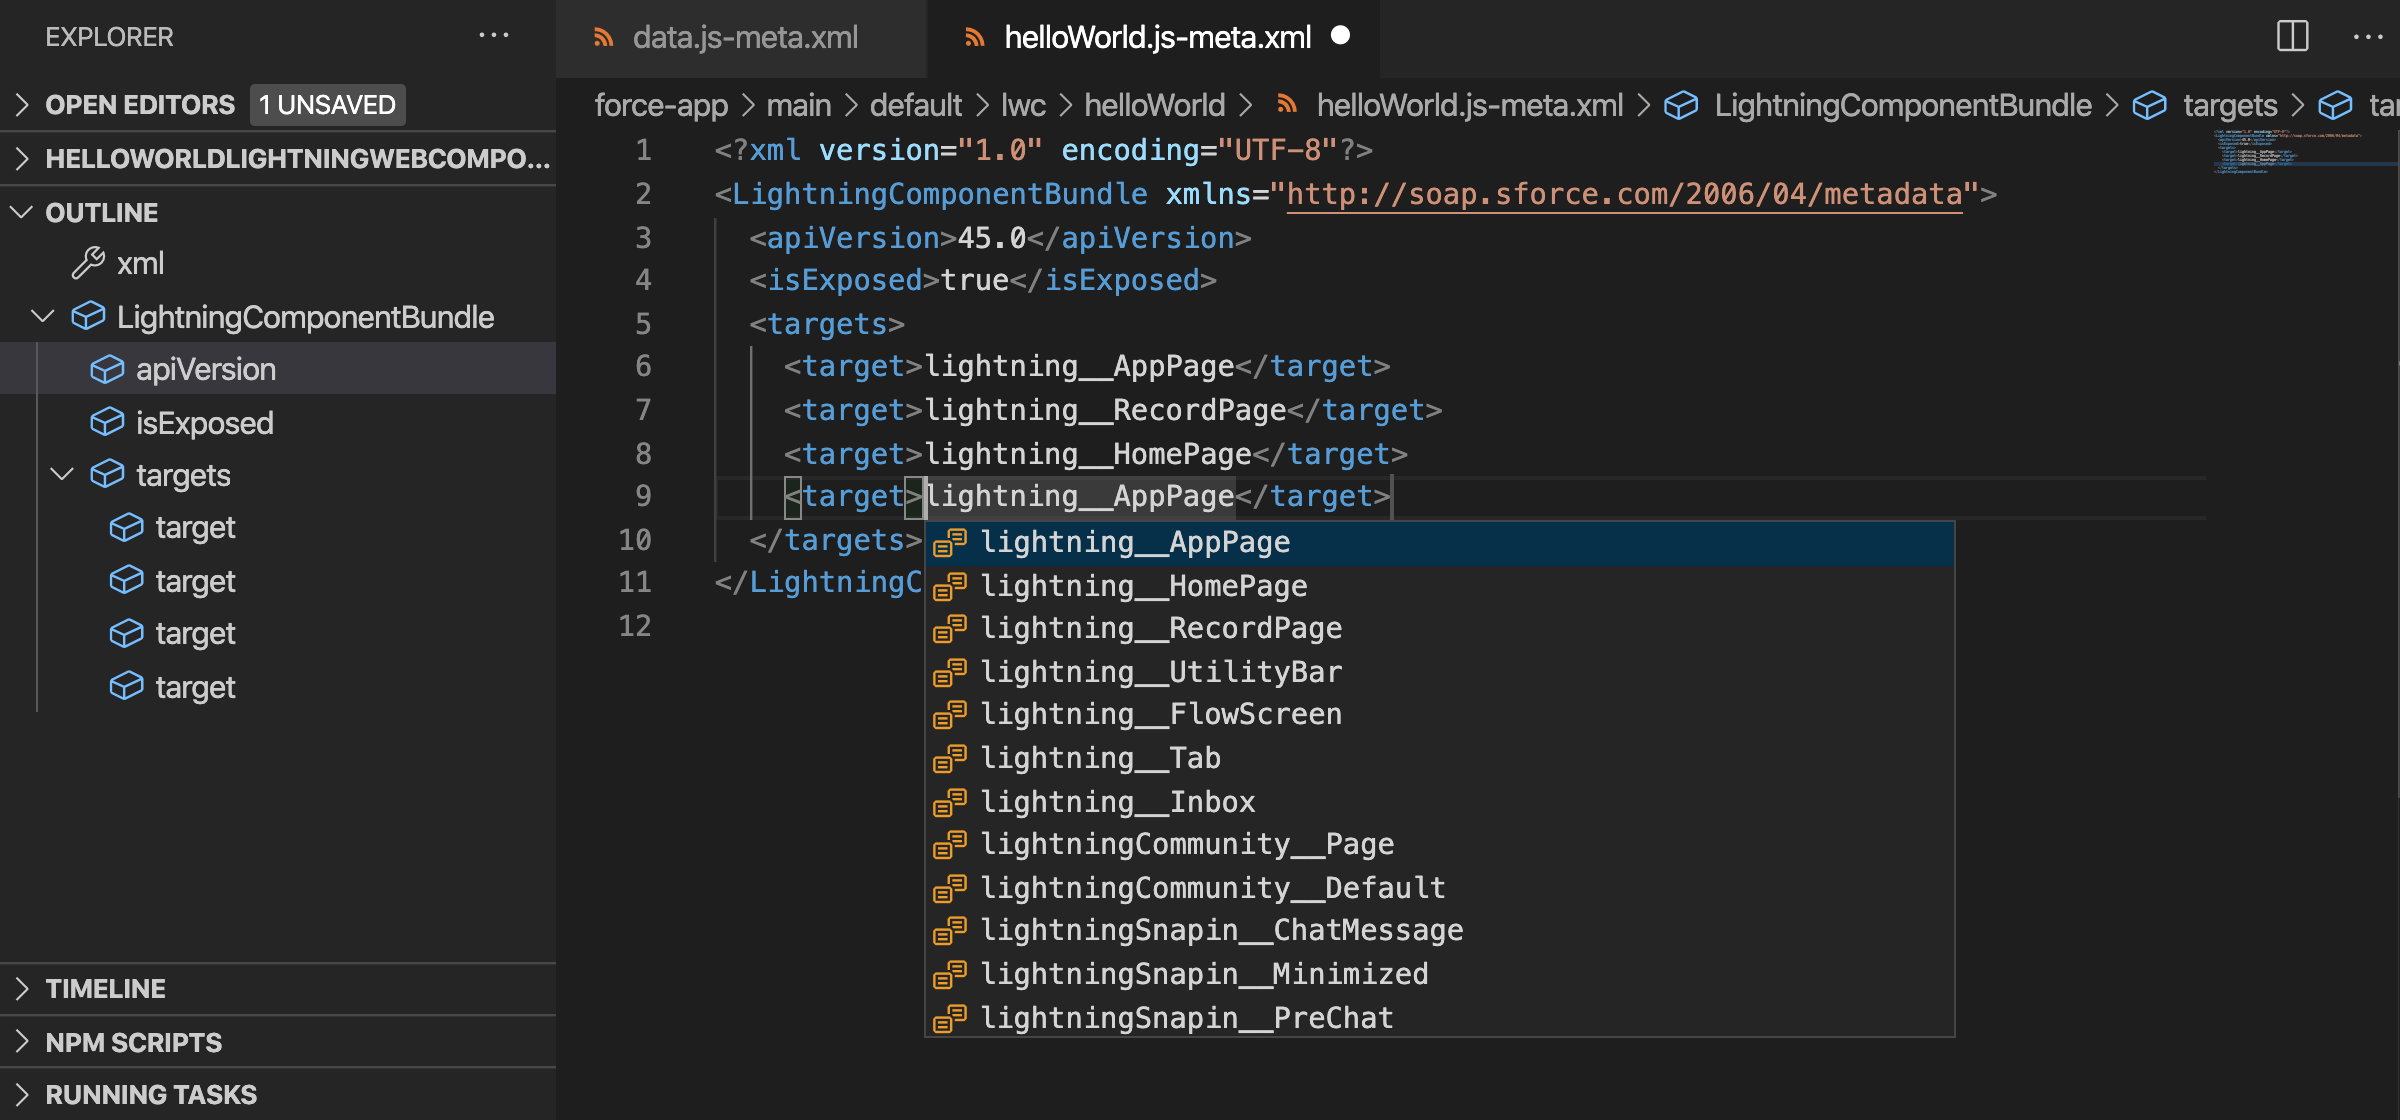 EXPLORER
OPEN EDITORS 1 UNSAVED
HELLOWORLDLIGHTNINGWEBCOMPO...
OUTLINE
xml
LightningComponentBundle
apiVersion
isExposed
targets
target
target
target
target
TIMELINE
NPM SCRIPTS
RUNNING TASKS
data.js-meta.xml
helloWorld.js-meta.xml
force-app > main > default > lwc > helloWorld > helloWorld.js-meta.xml > LightningComponentBundle > targets > tar
1 <?xml version="1.0" encoding="UTF-8"?>
2 <LightningComponentBundle xmlns="http://soap.sforce.com/2006/04/metadata">
3 <apiVersion>45.0</apiVersion>
4 <isExposed>true</isExposed>
5 <targets>
6 <target>lightning__AppPage</target>
7 <target>lightning__RecordPage</target>
8 <target>lightning__HomePage</target>
9 <target>lightning__AppPage</target>
10 </targets>
11 </LightningC
12
lightning__AppPage
lightning__HomePage
lightning__RecordPage
lightning__UtilityBar
lightning__FlowScreen
lightning__Tab
lightning__Inbox
lightningCommunity__Page
lightningCommunity__Default
lightningSnapin__ChatMessage
lightningSnapin__Minimized
lightningSnapin__PreChat